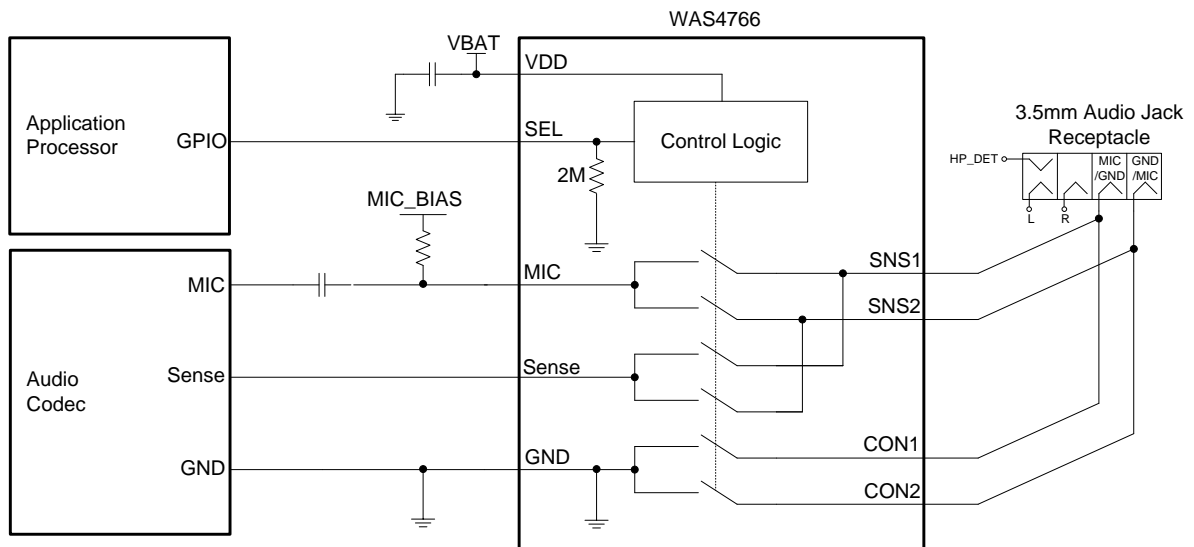 WAS4766
VBAT
VDD
Application
Processor
GPIO
SEL
Control Logic
2M
3.5mm Audio Jack
Receptacle
HP_DET
MIC
/GND
GND
/MIC
L
R
MIC_BIAS
MIC
MIC
SNS1
SNS2
Audio
Codec
Sense
Sense
GND
GND
CON1
CON2